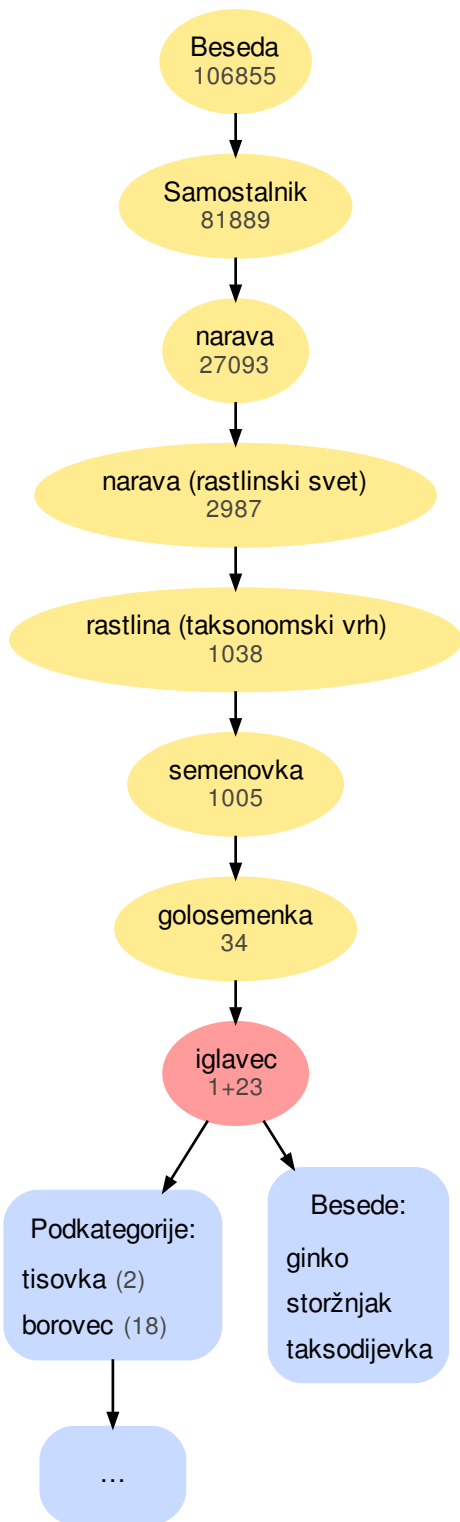 Beseda
106855
Samostalnik
81889
narava
27093
narava (rastlinski svet)
2987
rastlina (taksonomski vrh)
1038
semenovka
1005
golosemenka
34
iglavec
1+23
Podkategorije:
tisovka (2)
borovec (18)
Besede:
ginko
storžnjak
taksodijevka
...